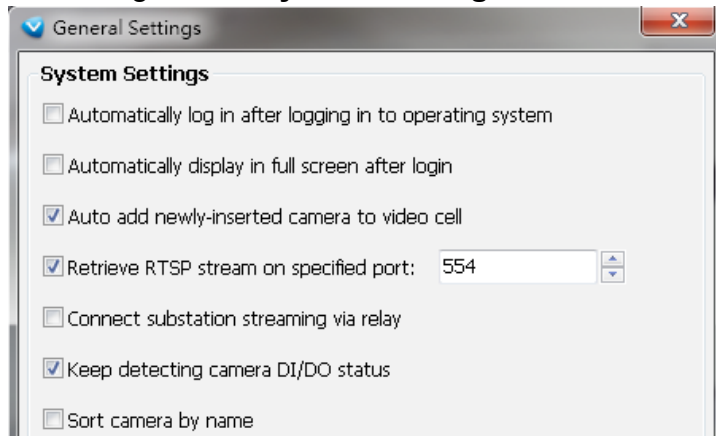 General Settings
System Settings
Automatically log in after logging in to operating system
Automatically display in full screen after login
Auto add newly-inserted camera to video cell
Retrieve RTSP stream on specified port: 554
Connect substation streaming via relay
Keep detecting camera DI/DO status
Sort camera by name